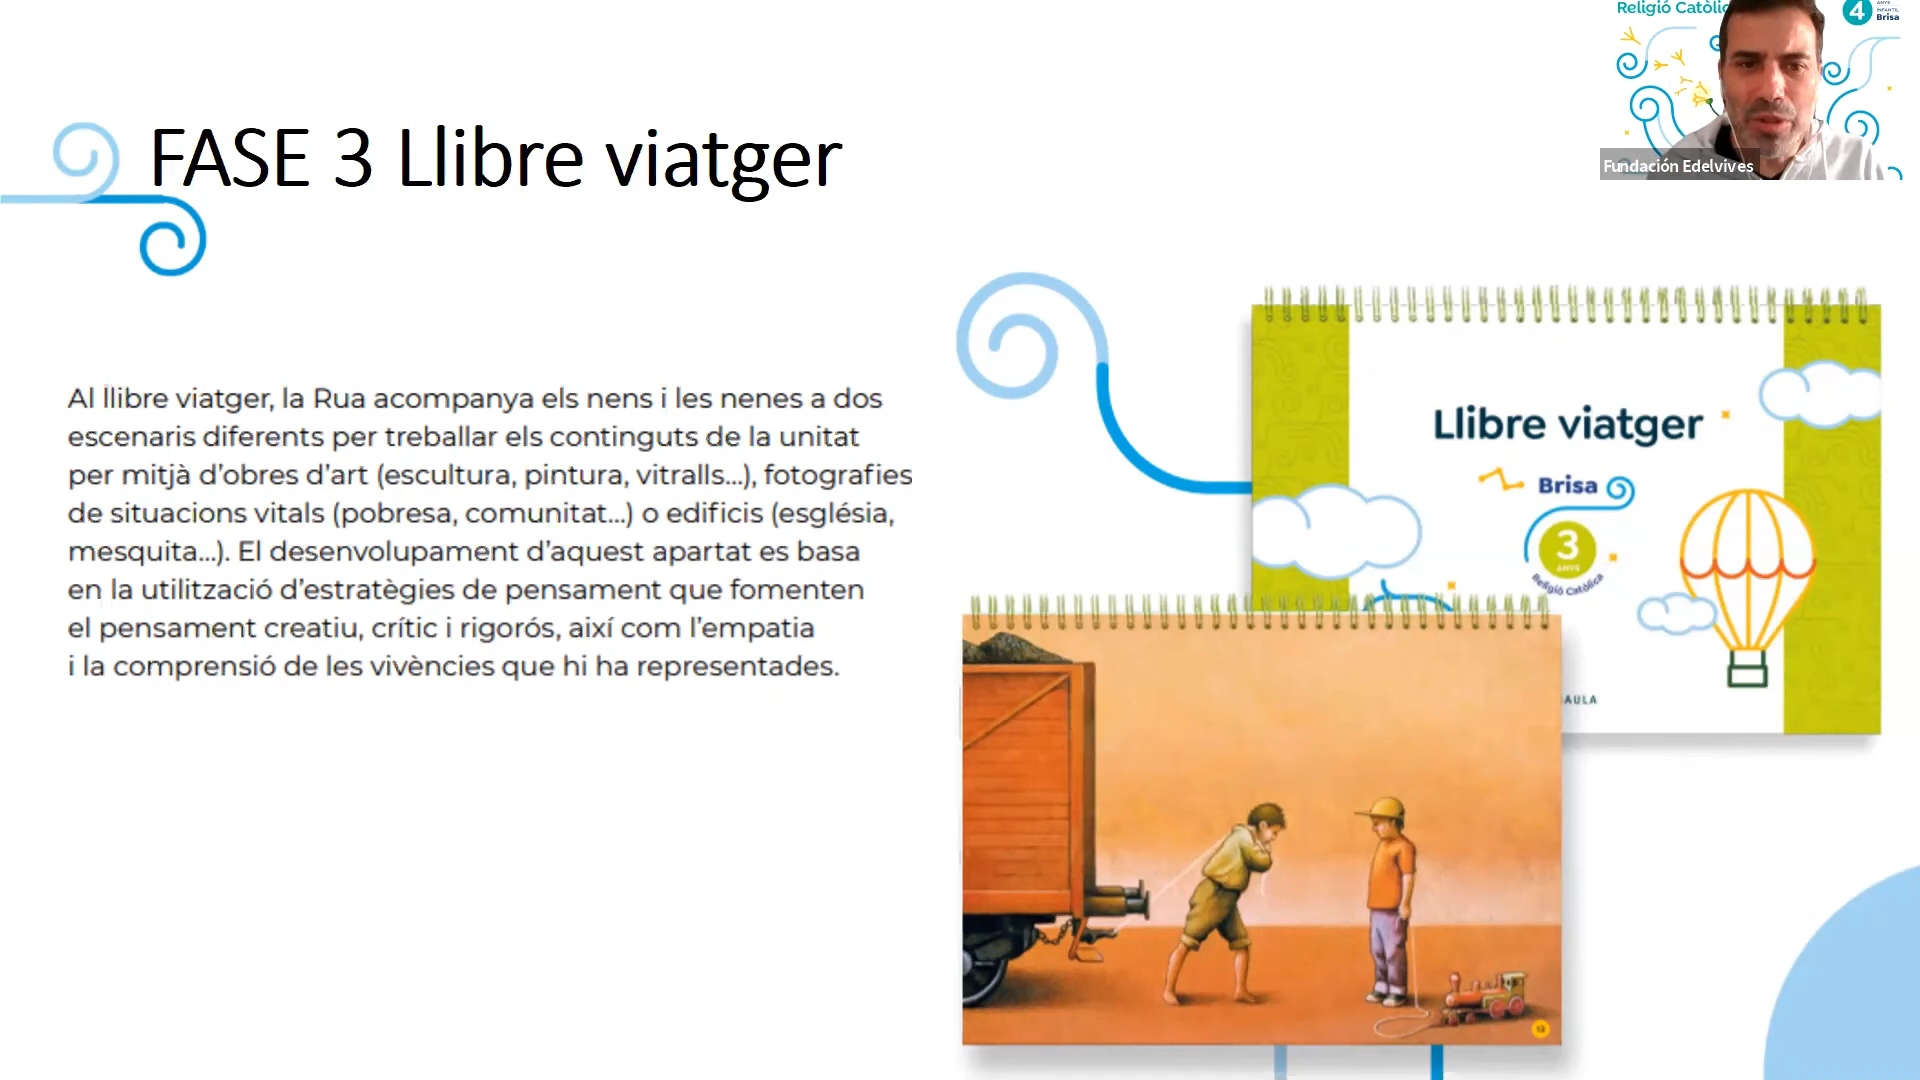 Religió Catòlic
4
ANYS
INFANTIL
Brisa
Fundación Edelvives
FASE 3 Llibre viatger
Al llibre viatger, la Rua acompanya els nens i les nenes a dos
escenaris diferents per treballar els continguts de la unitat
per mitjà d’obres d’art (escultura, pintura, vitralls...), fotografies
de situacions vitals (pobresa, comunitat...) o edificis (església,
mesquita...). El desenvolupament d’aquest apartat es basa
en la utilització d’estratègies de pensament que fomenten
el pensament creatiu, crític i rigorós, així com l’empatia
i la comprensió de les vivències que hi ha representades.
Llibre viatger
Brisa
3
ANYS
Religió Catòlica
AULA